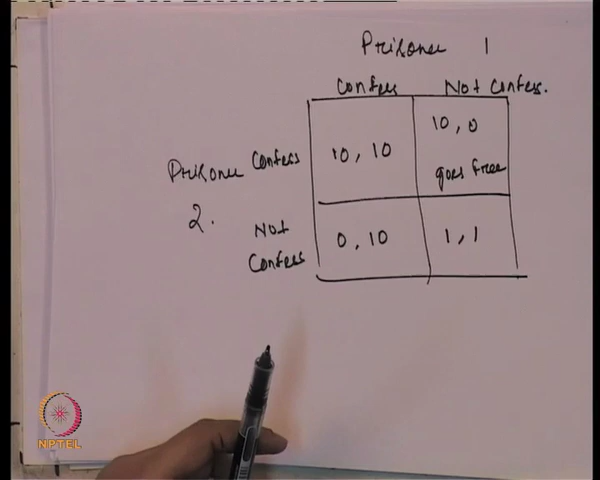 Prisoner 1
Confess Not Confess.
Prisoner Confess 10, 10 10, 0
goes free
2. Not Confess 0, 10 1, 1
NPTEL